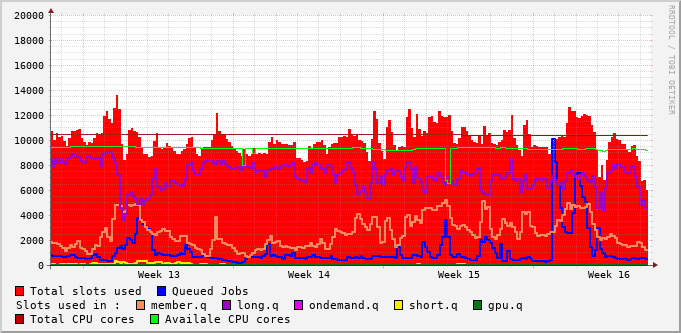 20000
18000
16000
14000
12000
10000
8000
6000
4000
2000
0
Week 13 Week 14 Week 15 Week 16
Total slots used Queued Jobs
Slots used in : member.q long.q ondemand.q short.q gpu.q
Total CPU cores Availale CPU cores
RRDTOOL / TOBI OETIKER